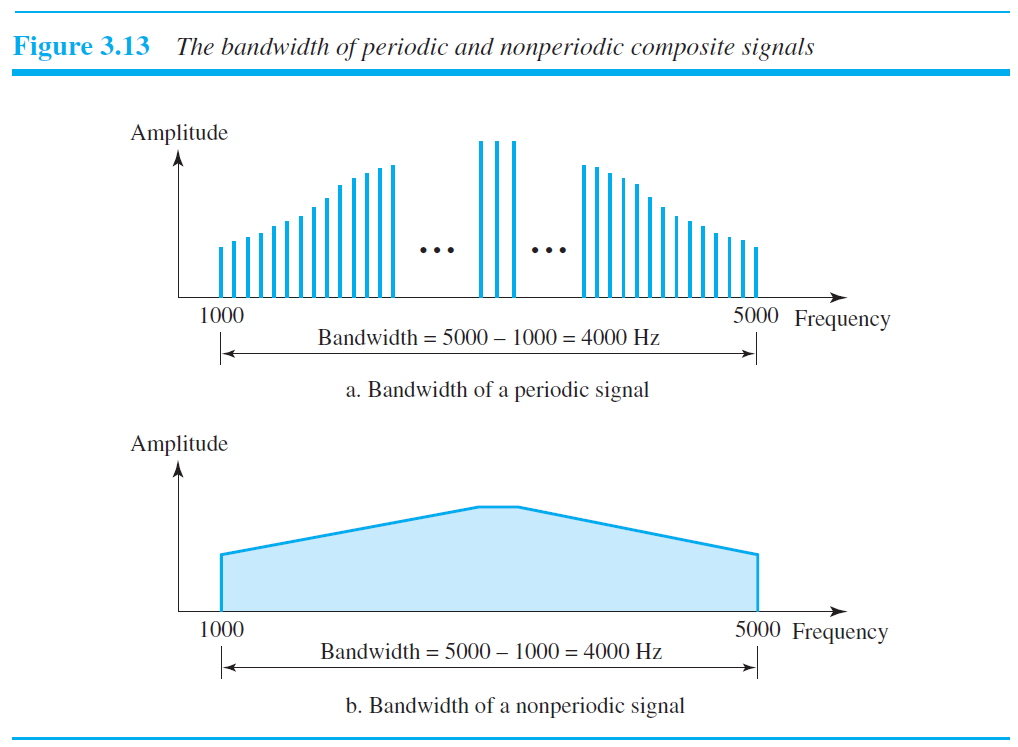 Figure 3.13 The bandwidth of periodic and nonperiodic composite signals
Amplitude
••• •••
1000 5000 Frequency
Bandwidth = 5000 – 1000 = 4000 Hz
a. Bandwidth of a periodic signal
Amplitude
1000 5000 Frequency
Bandwidth = 5000 – 1000 = 4000 Hz
b. Bandwidth of a nonperiodic signal